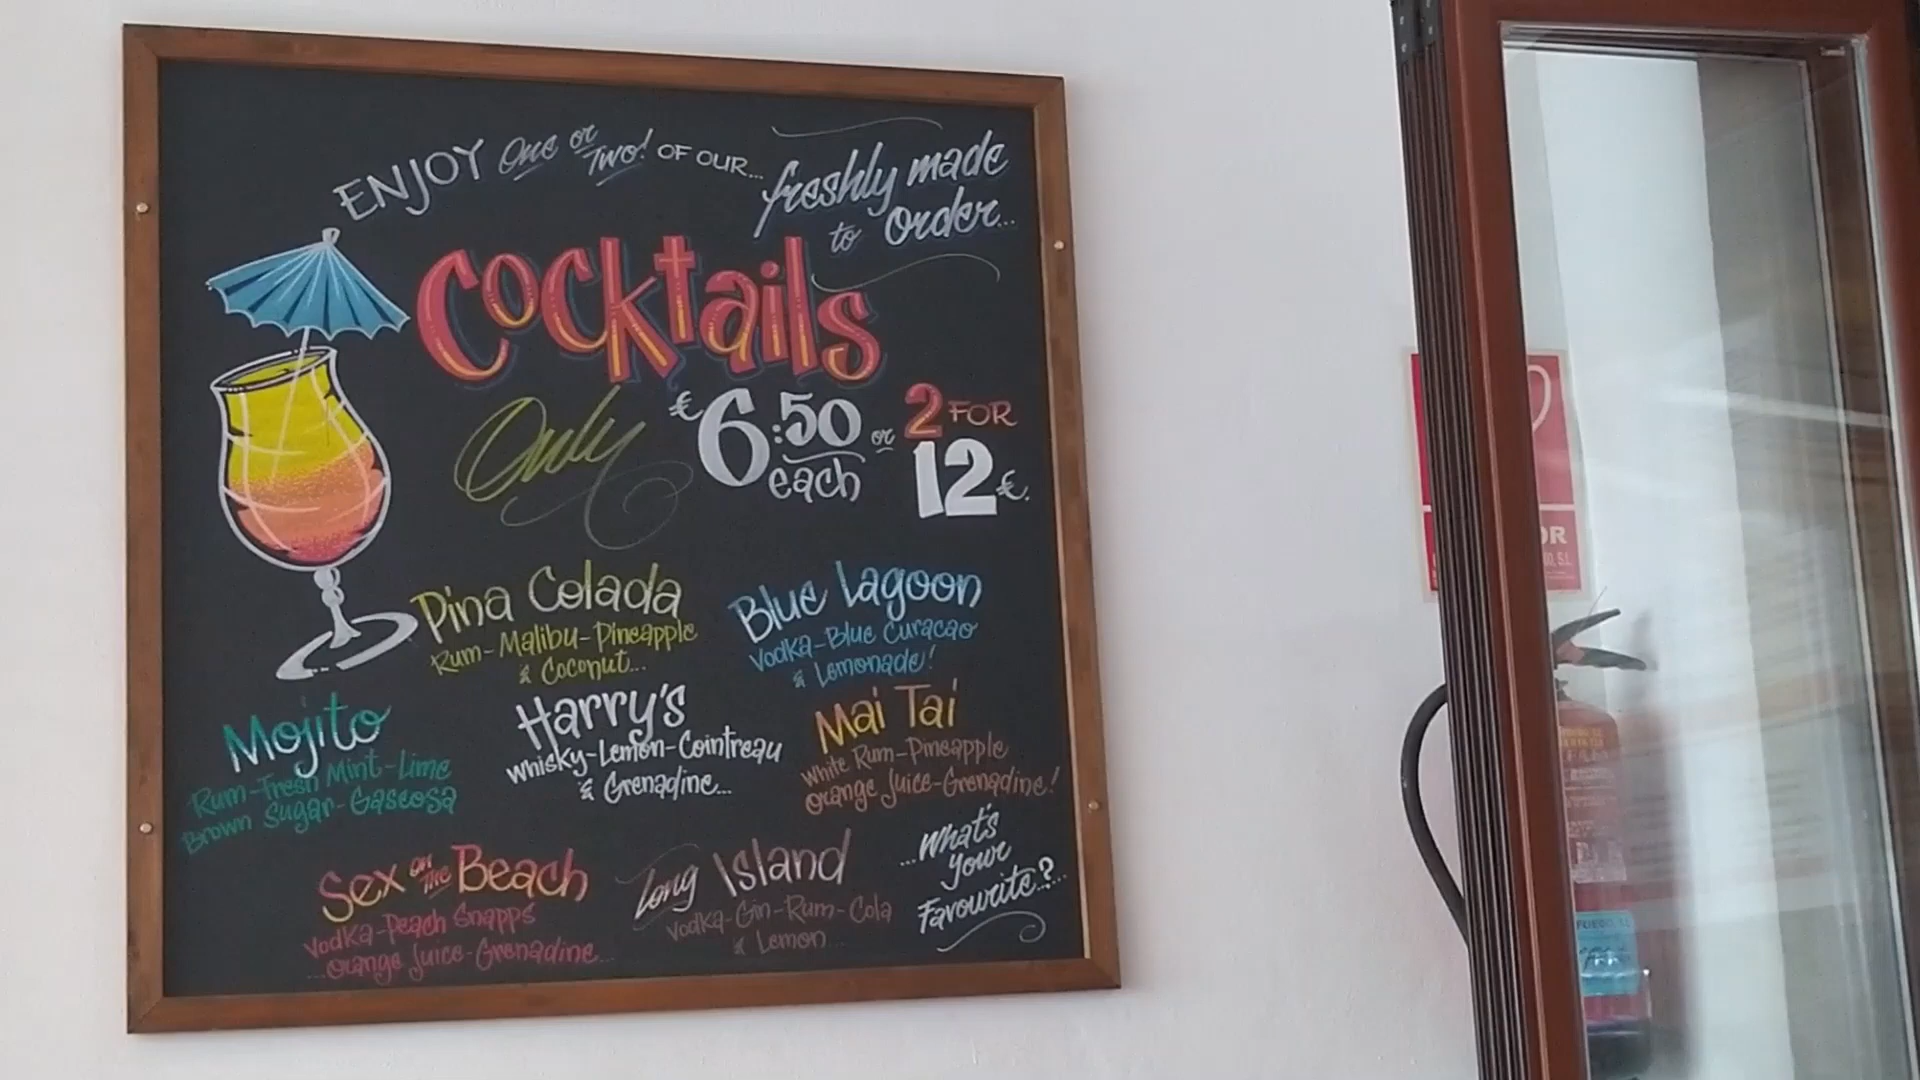 ENJOY one or Two! OF OUR...
freshly made
to order...
Cocktails
Only €6:50 each or 2 FOR 12€.
Pina Colada
Rum-Malibu-Pineapple
& Coconut...
Blue Lagoon
Vodka-Blue Curacao
& Lemonade!
Mojito
Rum-Fresh Mint-Lime
Brown Sugar-Gaseosa
Harry's
Whisky-Lemon-Cointreau
& Grenadine...
Mai Tai
White Rum-Pineapple
Orange Juice-Grenadine!
Sex on the Beach
Vodka-Peach Snapps
...Orange Juice-Grenadine...
Long Island
Vodka-Gin-Rum-Cola
& Lemon...
...What's
your
Favourite?...